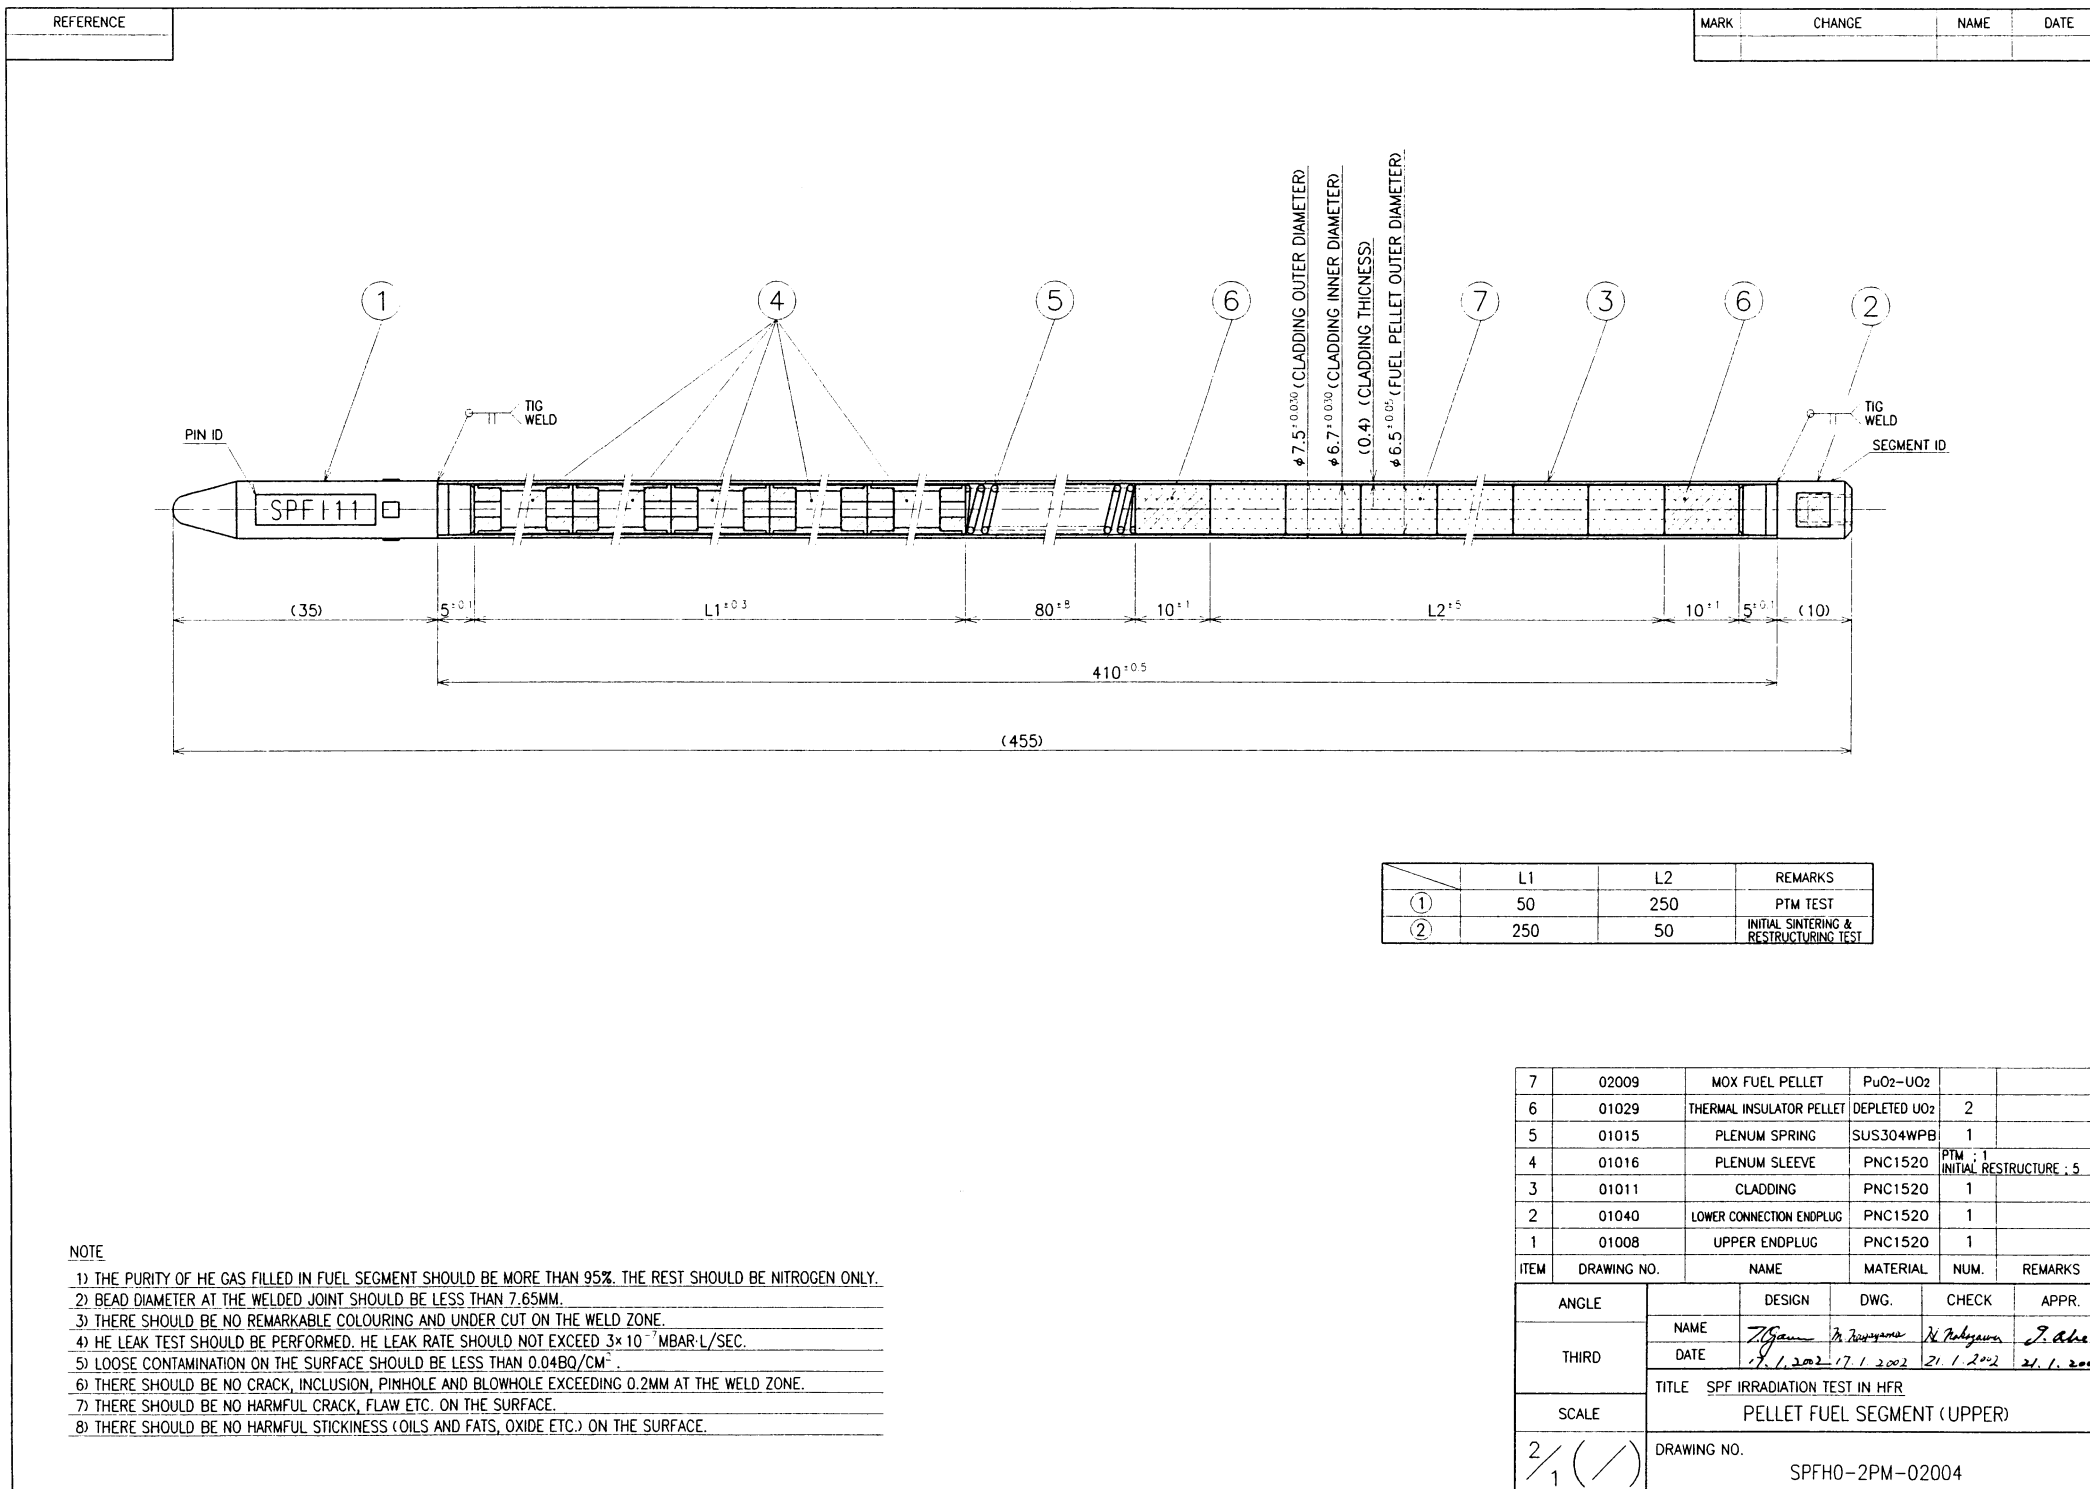 REFERENCE
MARK CHANGE NAME DATE
φ7.5±0.030 (CLADDING OUTER DIAMETER)
φ6.7±0.030 (CLADDING INNER DIAMETER)
(0.4) (CLADDING THICNESS)
φ6.5±0.05 (FUEL PELLET OUTER DIAMETER)
1 4 5 6 7 3 6 2
TIG
WELD
TIG
WELD
PIN ID
SEGMENT ID
SPF111
(35) 5±0.1 L1±0.3 80±8 10±1 L2±5 10±1 5±0.1 (10)
410±0.5
(455)
L1 L2 REMARKS
1 50 250 PTM TEST
2 250 50 INITIAL SINTERING &
RESTRUCTURING TEST
7 02009 MOX FUEL PELLET PuO2-UO2
6 01029 THERMAL INSULATOR PELLET DEPLETED UO2 2
5 01015 PLENUM SPRING SUS304WPB 1
4 01016 PLENUM SLEEVE PNC1520 PTM : 1
INITIAL RESTRUCTURE : 5
3 01011 CLADDING PNC1520 1
2 01040 LOWER CONNECTION ENDPLUG PNC1520 1
1 01008 UPPER ENDPLUG PNC1520 1
ITEM DRAWING NO. NAME MATERIAL NUM. REMARKS
NOTE
1) THE PURITY OF HE GAS FILLED IN FUEL SEGMENT SHOULD BE MORE THAN 95%. THE REST SHOULD BE NITROGEN ONLY.
2) BEAD DIAMETER AT THE WELDED JOINT SHOULD BE LESS THAN 7.65MM.
3) THERE SHOULD BE NO REMARKABLE COLOURING AND UNDER CUT ON THE WELD ZONE.
4) HE LEAK TEST SHOULD BE PERFORMED. HE LEAK RATE SHOULD NOT EXCEED 3×10⁻⁷MBAR·L/SEC.
5) LOOSE CONTAMINATION ON THE SURFACE SHOULD BE LESS THAN 0.04BQ/CM².
6) THERE SHOULD BE NO CRACK, INCLUSION, PINHOLE AND BLOWHOLE EXCEEDING 0.2MM AT THE WELD ZONE.
7) THERE SHOULD BE NO HARMFUL CRACK, FLAW ETC. ON THE SURFACE.
8) THERE SHOULD BE NO HARMFUL STICKINESS (OILS AND FATS, OXIDE ETC.) ON THE SURFACE.
ANGLE DESIGN DWG. CHECK APPR.
NAME
THIRD DATE 17.1.2002 17.1.2002 21.1.2002 21.1.200
TITLE SPF IRRADIATION TEST IN HFR
SCALE PELLET FUEL SEGMENT (UPPER)
2/1 ( / )
DRAWING NO.
SPFH0-2PM-02004